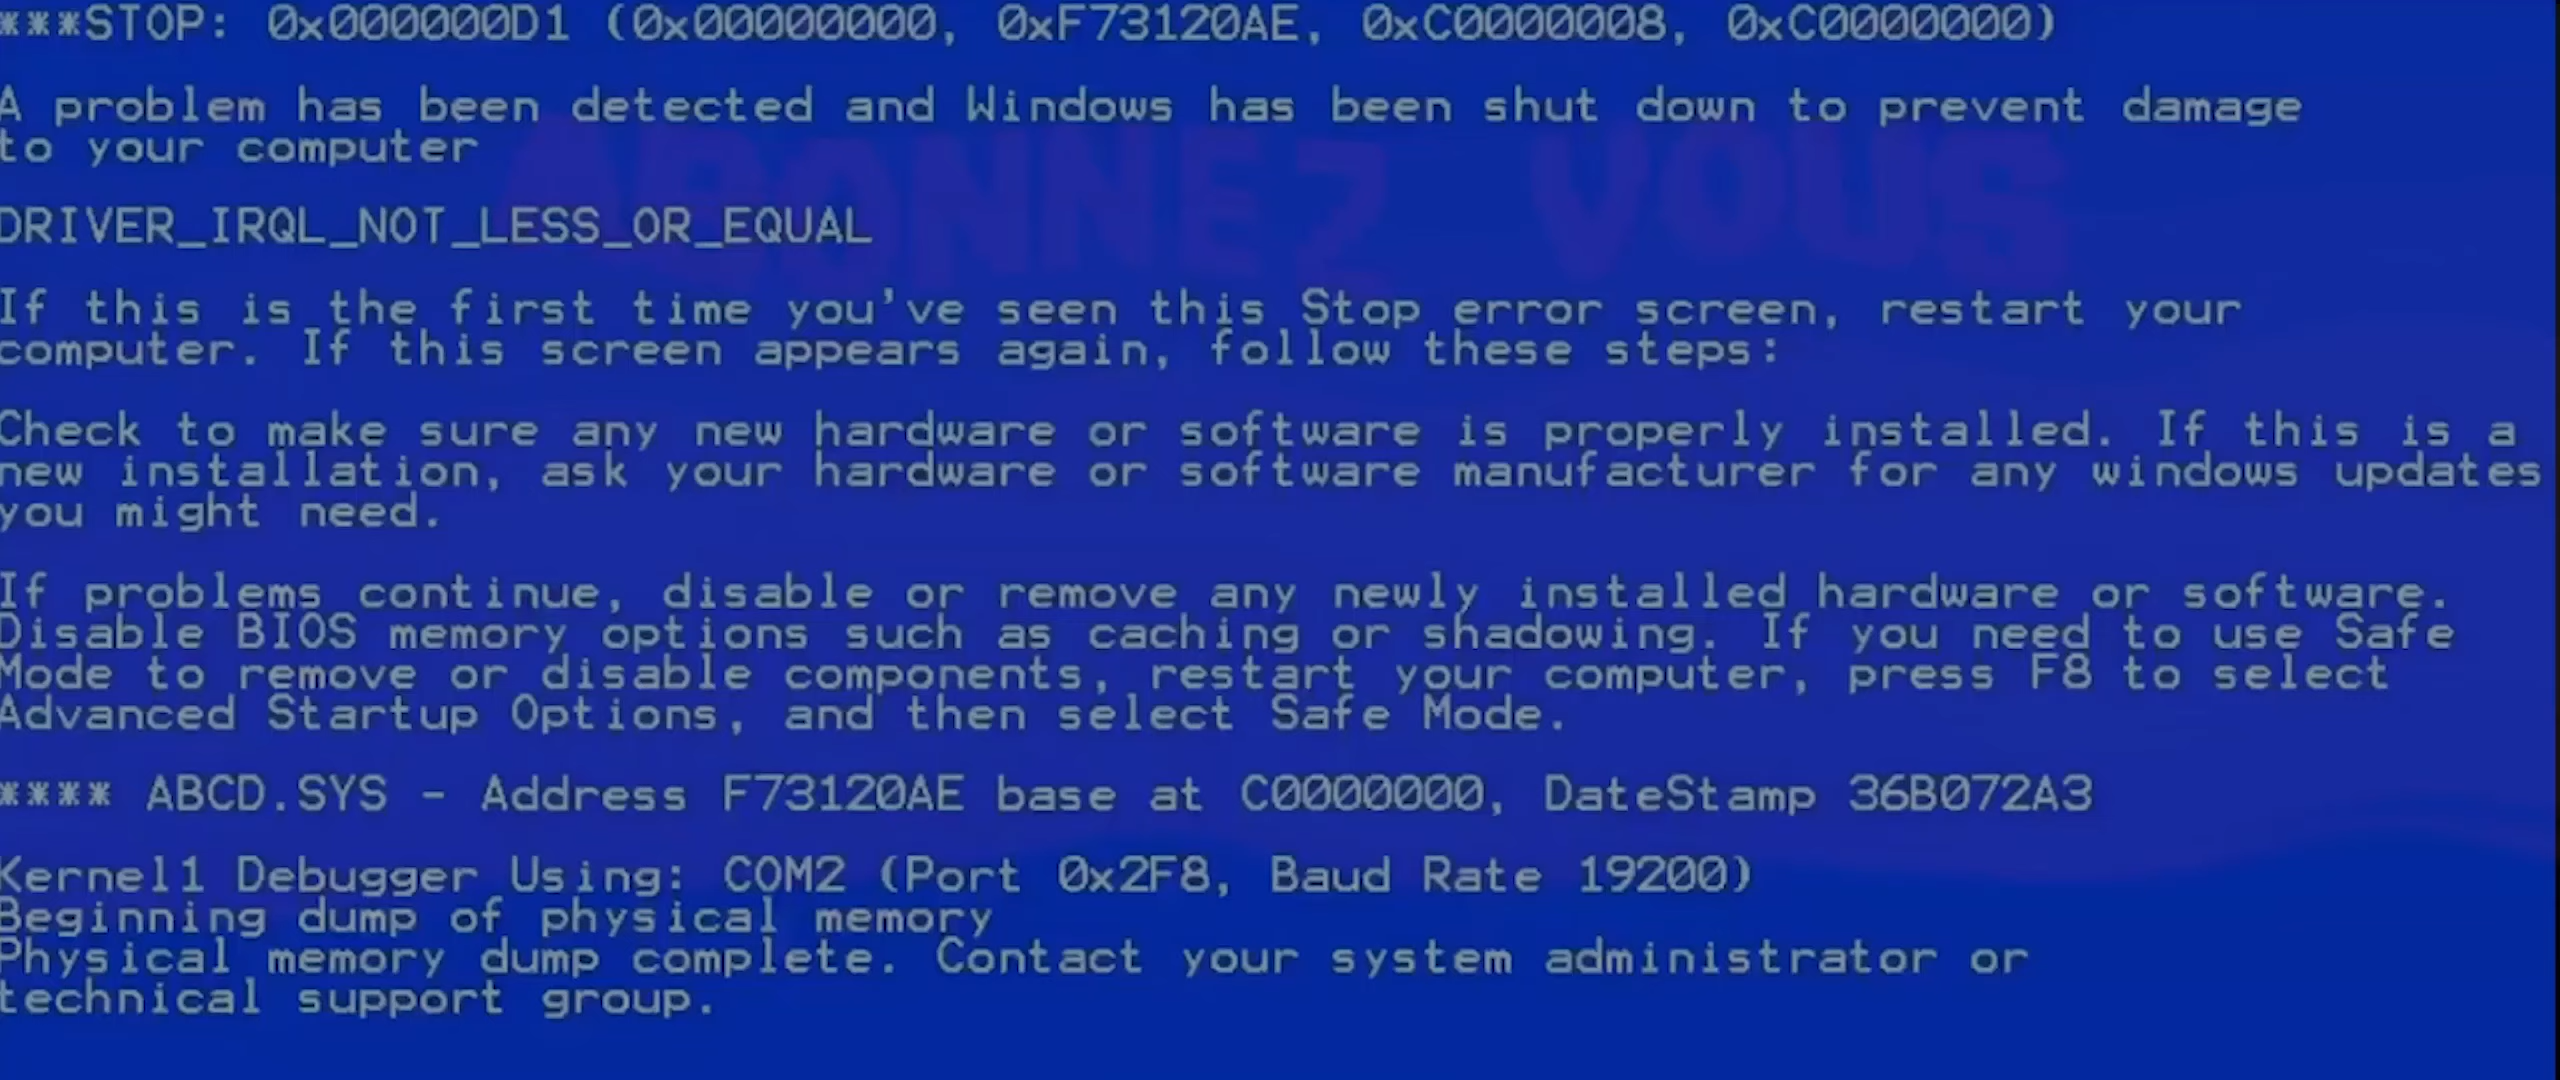 ***STOP: 0x000000D1 (0x00000000, 0xF73120AE, 0xC0000008, 0xC0000000)
A problem has been detected and Windows has been shut down to prevent damage
to your computer
ABONNEZ VOUS
DRIVER_IRQL_NOT_LESS_OR_EQUAL
If this is the first time you've seen this Stop error screen, restart your
computer. If this screen appears again, follow these steps:
Check to make sure any new hardware or software is properly installed. If this is a
new installation, ask your hardware or software manufacturer for any windows updates
you might need.
If problems continue, disable or remove any newly installed hardware or software.
Disable BIOS memory options such as caching or shadowing. If you need to use Safe
Mode to remove or disable components, restart your computer, press F8 to select
Advanced Startup Options, and then select Safe Mode.
**** ABCD.SYS - Address F73120AE base at C0000000, DateStamp 36B072A3
Kernel1 Debugger Using: COM2 (Port 0x2F8, Baud Rate 19200)
Beginning dump of physical memory
Physical memory dump complete. Contact your system administrator or
technical support group.